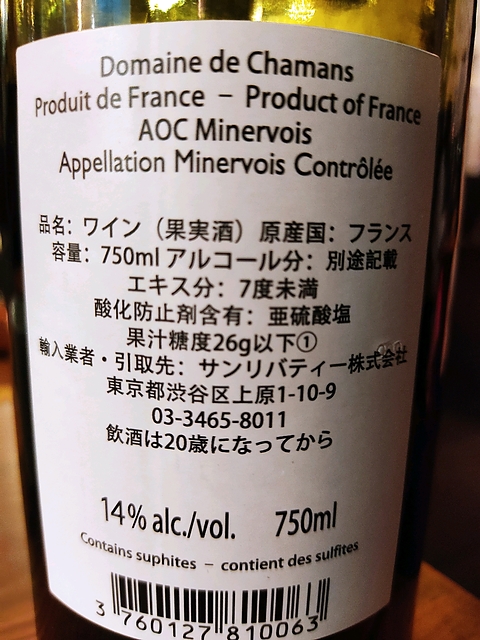 Domaine de Chamans
Produit de France – Product of France
AOC Minervois
Appellation Minervois Contrôlée
品名：ワイン（果実酒）原産国：フランス
容量：750ml アルコール分：別途記載
エキス分：7度未満
酸化防止剤含有：亜硫酸塩
果汁糖度26g以下①
輸入業者・引取先：サンリバティー株式会社
東京都渋谷区上原1-10-9
03-3465-8011
飲酒は20歳になってから
14% alc./vol. 750ml
Contains suphites – contient des sulfites
3 760127 810063